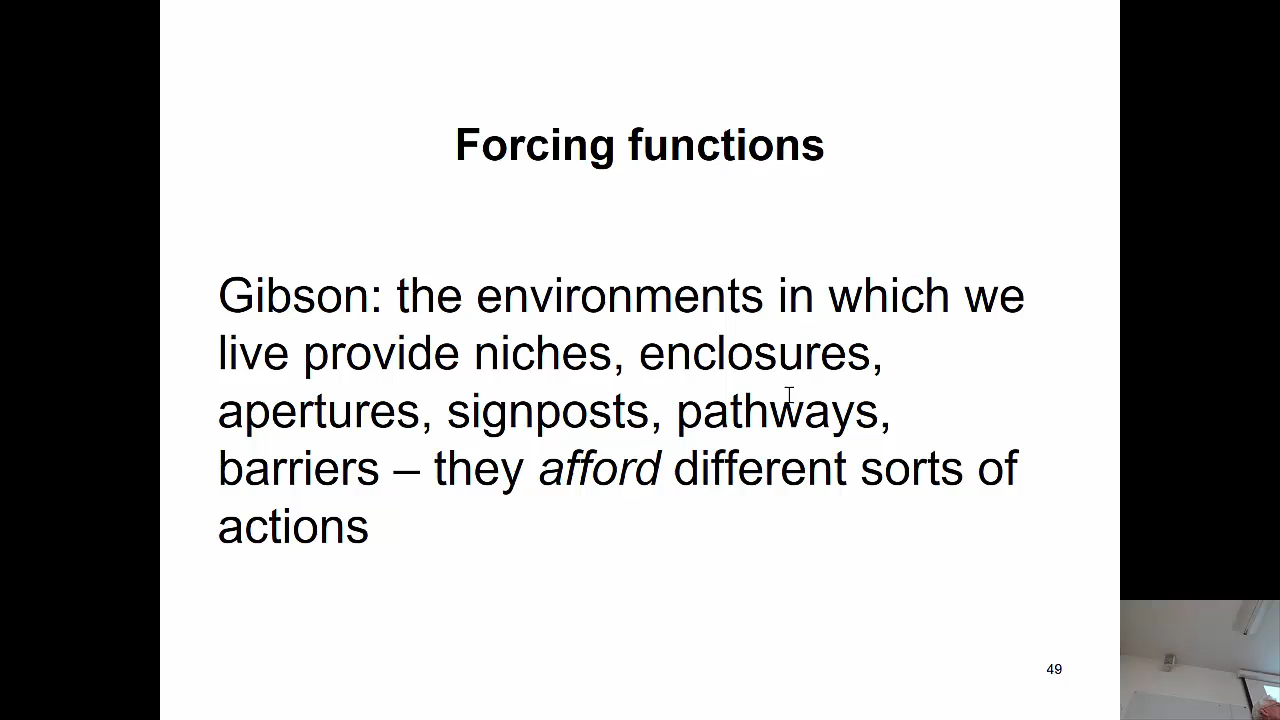 Forcing functions
Gibson: the environments in which we
live provide niches, enclosures,
apertures, signposts, pathways,
barriers – they afford different sorts of
actions
49